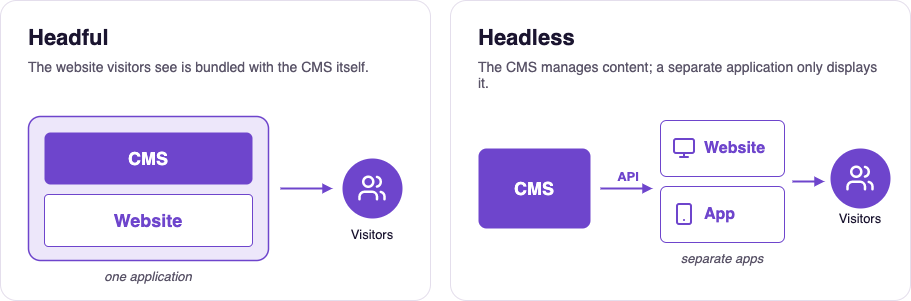 Headful
The website visitors see is bundled with the CMS itself.
CMS
Website
Visitors
one application
Headless
The CMS manages content; a separate application only displays
it.
CMS
API
Website
App
Visitors
separate apps